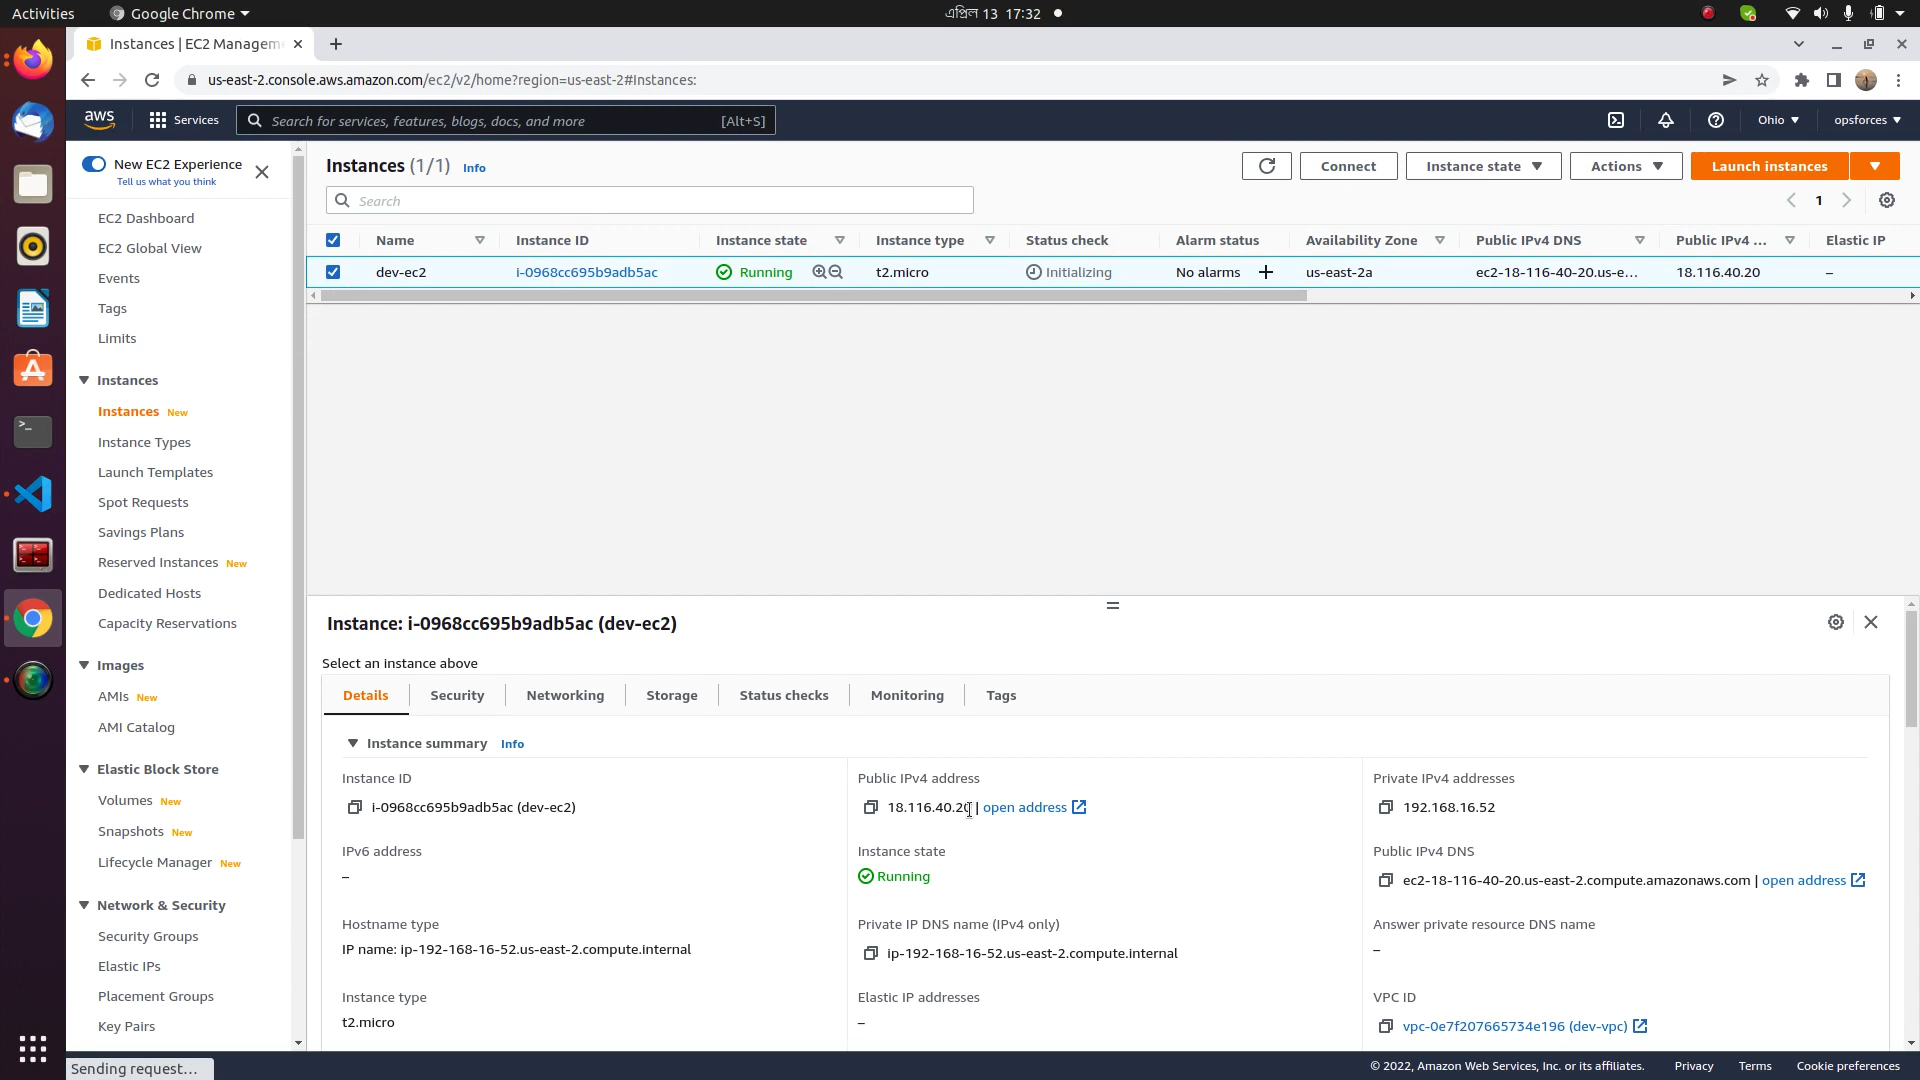 Activities
Google Chrome
এপ্রিল 13 17:32
Instances | EC2 Managem
us-east-2.console.aws.amazon.com/ec2/v2/home?region=us-east-2#Instances:
aws
Services
Search for services, features, blogs, docs, and more
[Alt+S]
Ohio
opsforces
New EC2 Experience
Tell us what you think
EC2 Dashboard
EC2 Global View
Events
Tags
Limits
Instances
Instances New
Instance Types
Launch Templates
Spot Requests
Savings Plans
Reserved Instances New
Dedicated Hosts
Capacity Reservations
Images
AMIs New
AMI Catalog
Elastic Block Store
Volumes New
Snapshots New
Lifecycle Manager New
Network & Security
Security Groups
Elastic IPs
Placement Groups
Key Pairs
Instances (1/1) Info
Connect
Instance state
Actions
Launch instances
Search
1
Name Instance ID Instance state Instance type Status check Alarm status Availability Zone Public IPv4 DNS Public IPv4 ... Elastic IP
dev-ec2 i-0968cc695b9adb5ac Running t2.micro Initializing No alarms + us-east-2a ec2-18-116-40-20.us-e... 18.116.40.20 –
Instance: i-0968cc695b9adb5ac (dev-ec2)
Select an instance above
Details Security Networking Storage Status checks Monitoring Tags
Instance summary Info
Instance ID
i-0968cc695b9adb5ac (dev-ec2)
Public IPv4 address
18.116.40.20 | open address
Private IPv4 addresses
192.168.16.52
IPv6 address
–
Instance state
Running
Public IPv4 DNS
ec2-18-116-40-20.us-east-2.compute.amazonaws.com | open address
Hostname type
IP name: ip-192-168-16-52.us-east-2.compute.internal
Private IP DNS name (IPv4 only)
ip-192-168-16-52.us-east-2.compute.internal
Answer private resource DNS name
–
Instance type
t2.micro
Elastic IP addresses
–
VPC ID
vpc-0e7f207665734e196 (dev-vpc)
Sending request...
© 2022, Amazon Web Services, Inc. or its affiliates.
Privacy
Terms
Cookie preferences